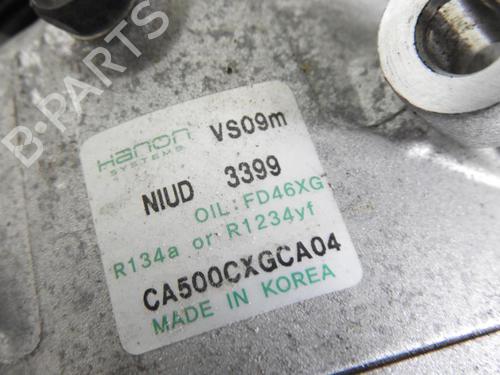 Hanon
SYSTEMS
VS09m
NIUD 3399
OIL: FD46XG
R134a or R1234yf
CA500CXGCA04
MADE IN KOREA
B-PARTS